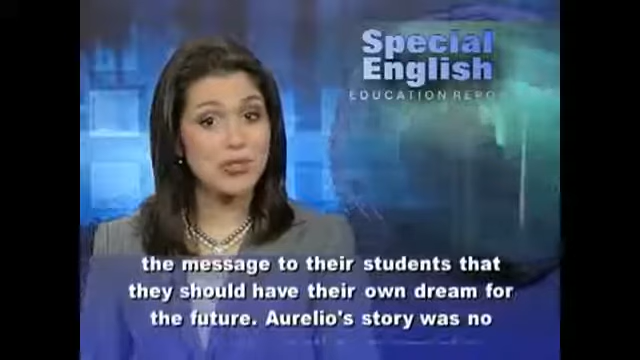 Special
English
EDUCATION REPO
the message to their students that
they should have their own dream for
the future. Aurelio's story was no